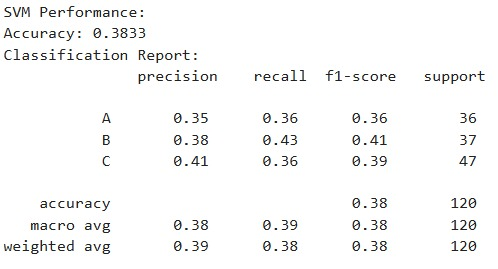 SVM Performance:
Accuracy: 0.3833
Classification Report:
precision recall f1-score support
A 0.35 0.36 0.36 36
B 0.38 0.43 0.41 37
C 0.41 0.36 0.39 47
accuracy 0.38 120
macro avg 0.38 0.39 0.38 120
weighted avg 0.39 0.38 0.38 120